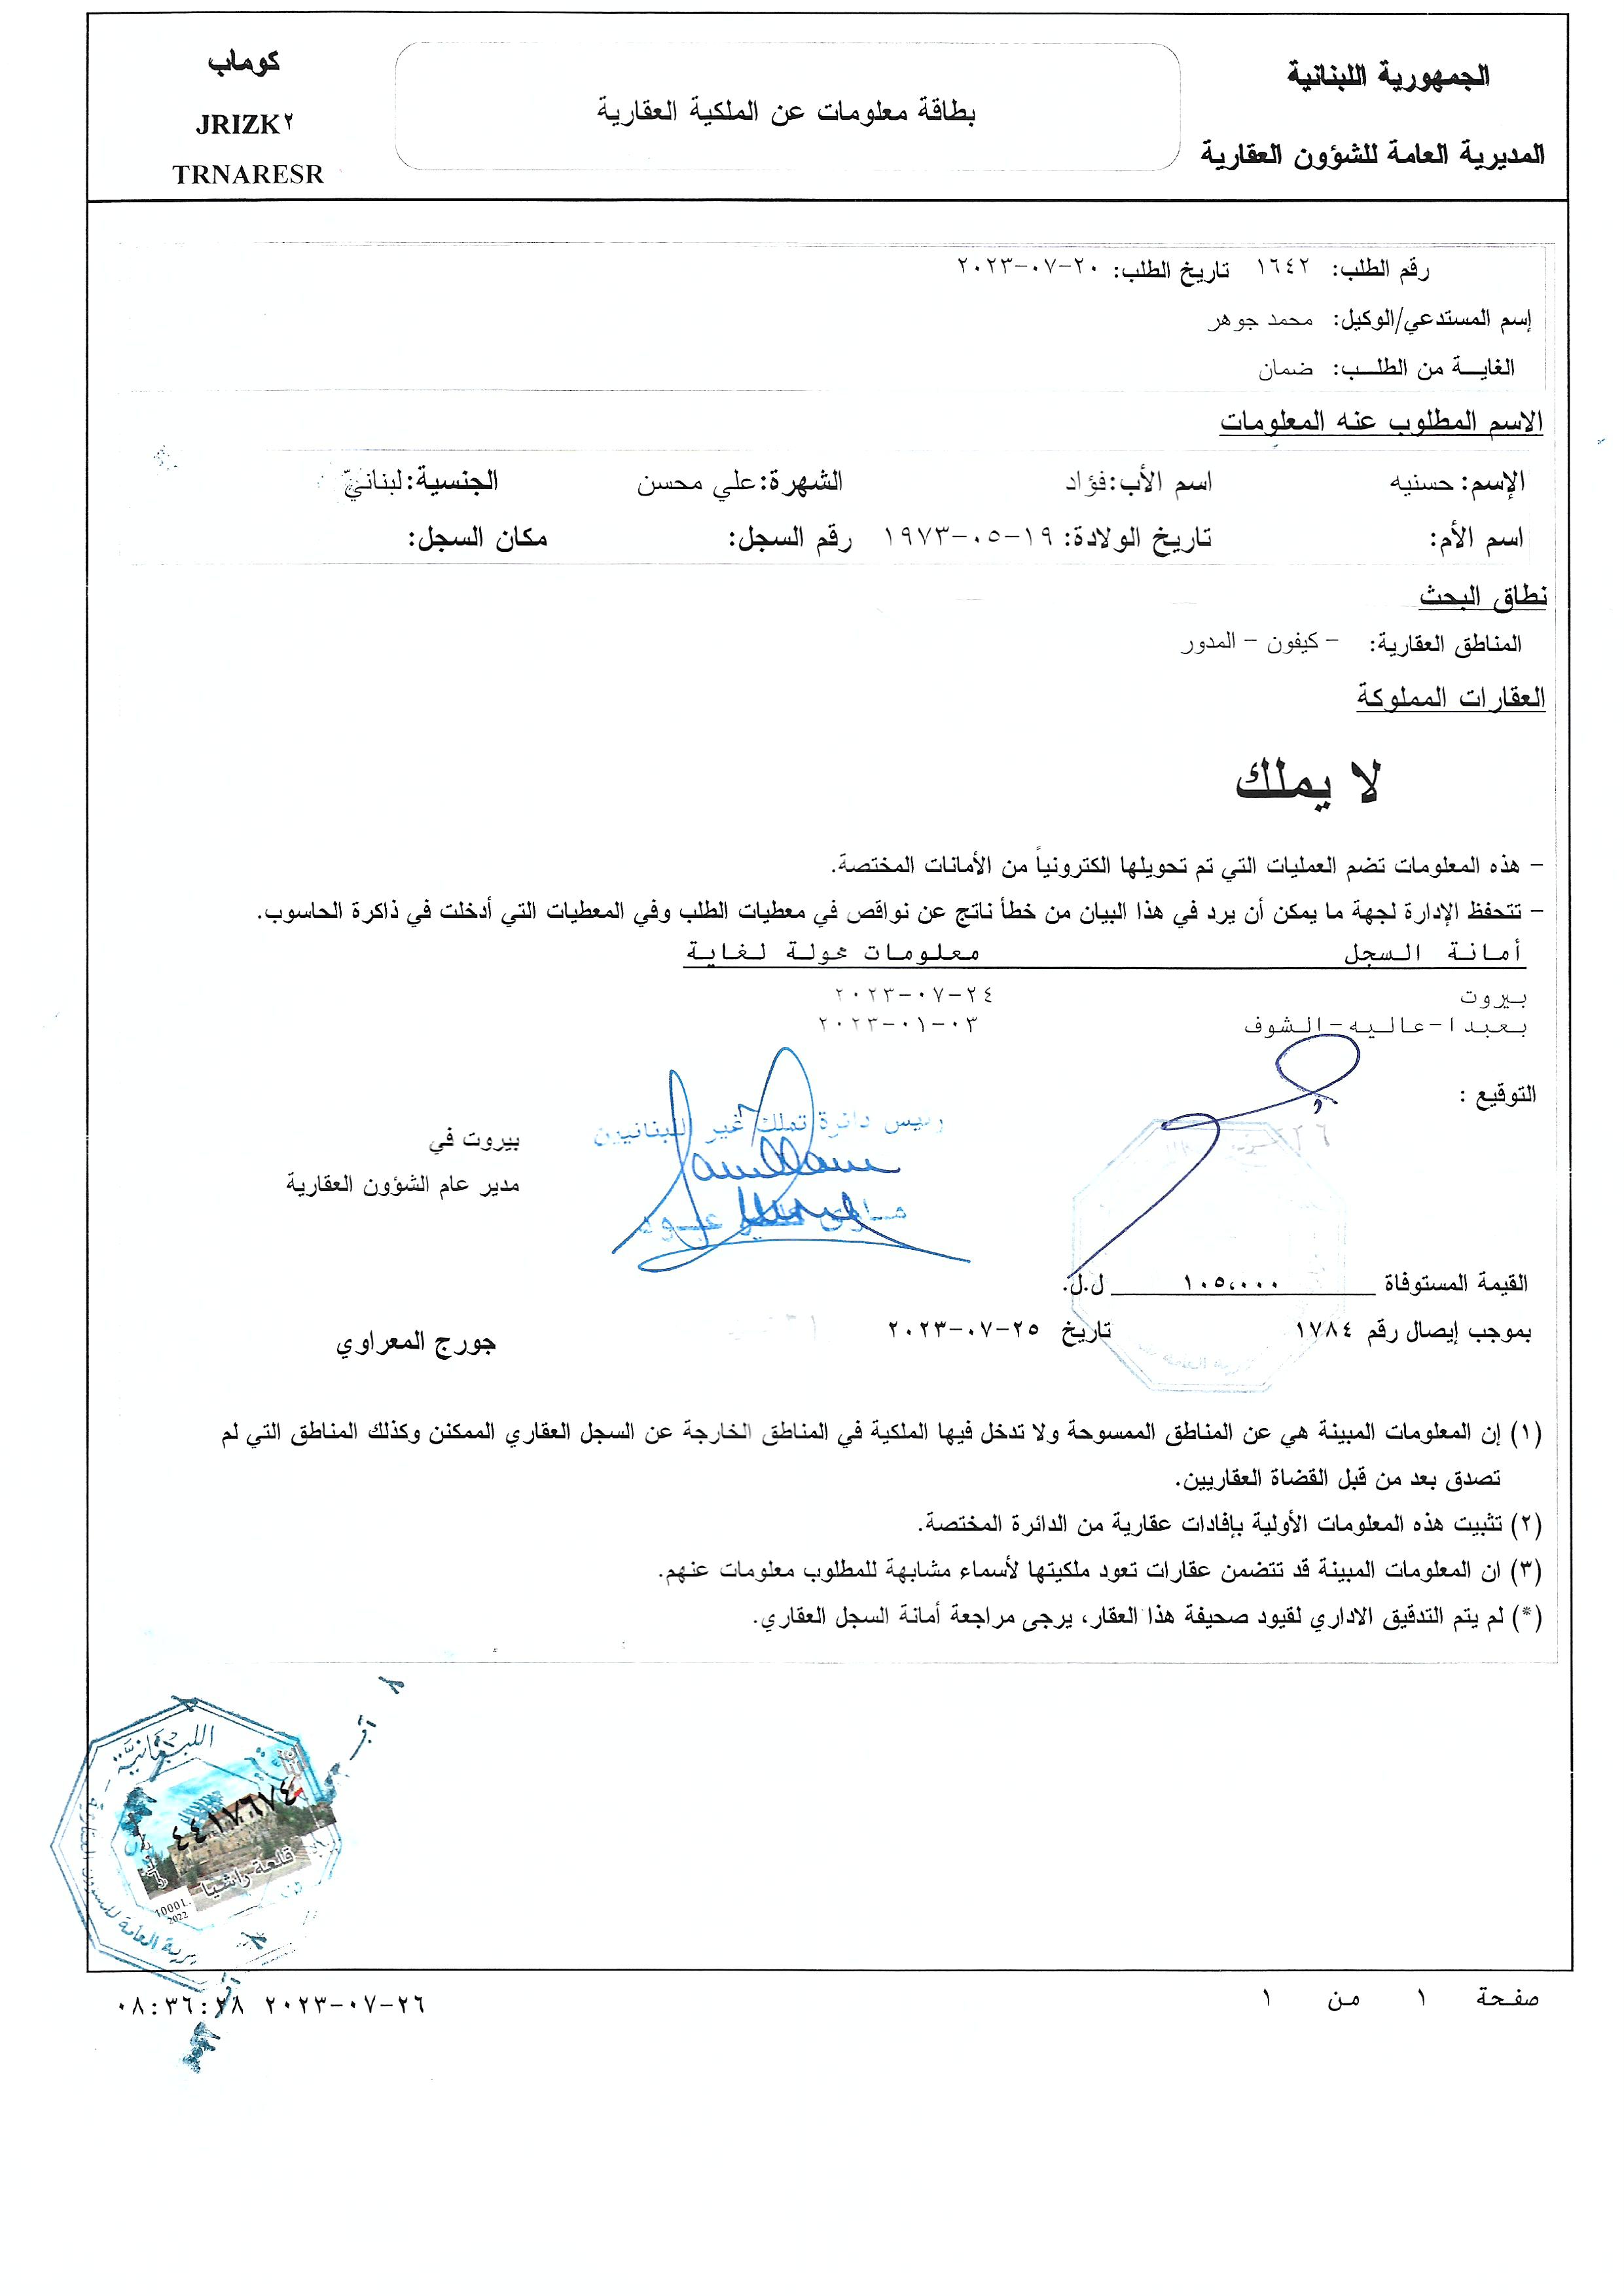 الجمهورية اللبنانية
المديرية العامة للشؤون العقارية
بطاقة معلومات عن الملكية العقارية
كوماب
JRIZK٢
TRNARESR
رقم الطلب: ١٦٤٢ تاريخ الطلب: ٢٠-٠٧-٢٠٢٣
إسم المستدعي/الوكيل: محمد جوهر
الغايـــة من الطلـــب: ضمان
الاسم المطلوب عنه المعلومات
الإسم: حسنيه اسم الأب: فؤاد الشهرة: علي محسن الجنسية: لبنانيّ
اسم الأم: تاريخ الولادة: ١٩-٠٥-١٩٧٣ رقم السجل: مكان السجل:
نطاق البحث
المناطق العقارية: - كيفون - المدور
العقارات المملوكة
لا يملك
- هذه المعلومات تضم العمليات التي تم تحويلها الكترونياً من الأمانات المختصة.
- تتحفظ الإدارة لجهة ما يمكن أن يرد في هذا البيان من خطأ ناتج عن نواقص في معطيات الطلب وفي المعطيات التي أدخلت في ذاكرة الحاسوب.
أمانة السجل معلومات محولة لغاية
بيروت ٢٤-٠٧-٢٠٢٣
بعبدا-عاليه-الشوف ٠٣-٠١-٢٠٢٣
التوقيع :
رئيس دائرة تملك غير اللبنانيين
بيروت في
مدير عام الشؤون العقارية
القيمة المستوفاة ١٠٥،٠٠٠ ل.ل.
بموجب إيصال رقم ١٧٨٤ تاريخ ٢٥-٠٧-٢٠٢٣
جورج المعراوي
(١) إن المعلومات المبينة هي عن المناطق الممسوحة ولا تدخل فيها الملكية في المناطق الخارجة عن السجل العقاري الممكنن وكذلك المناطق التي لم
تصدق بعد من قبل القضاة العقاريين.
(٢) تثبيت هذه المعلومات الأولية بإفادات عقارية من الدائرة المختصة.
(٣) ان المعلومات المبينة قد تتضمن عقارات تعود ملكيتها لأسماء مشابهة للمطلوب معلومات عنهم.
(*) لم يتم التدقيق الاداري لقيود صحيفة هذا العقار، يرجى مراجعة أمانة السجل العقاري.
اللبنانية
٤٤١٧٦٧٤
قلعة راشيا
10001.
2022
صفحة ١ من ١
٢٦-٠٧-٢٠٢٣ ٠٨:٣٦:٢٨